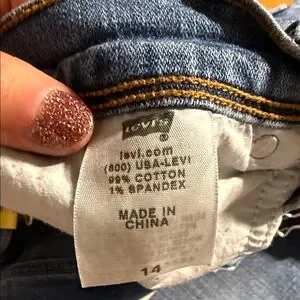 LEVI'S
levi.com
(800) USA-LEVI
99% COTTON
1% SPANDEX
MADE IN
CHINA
14